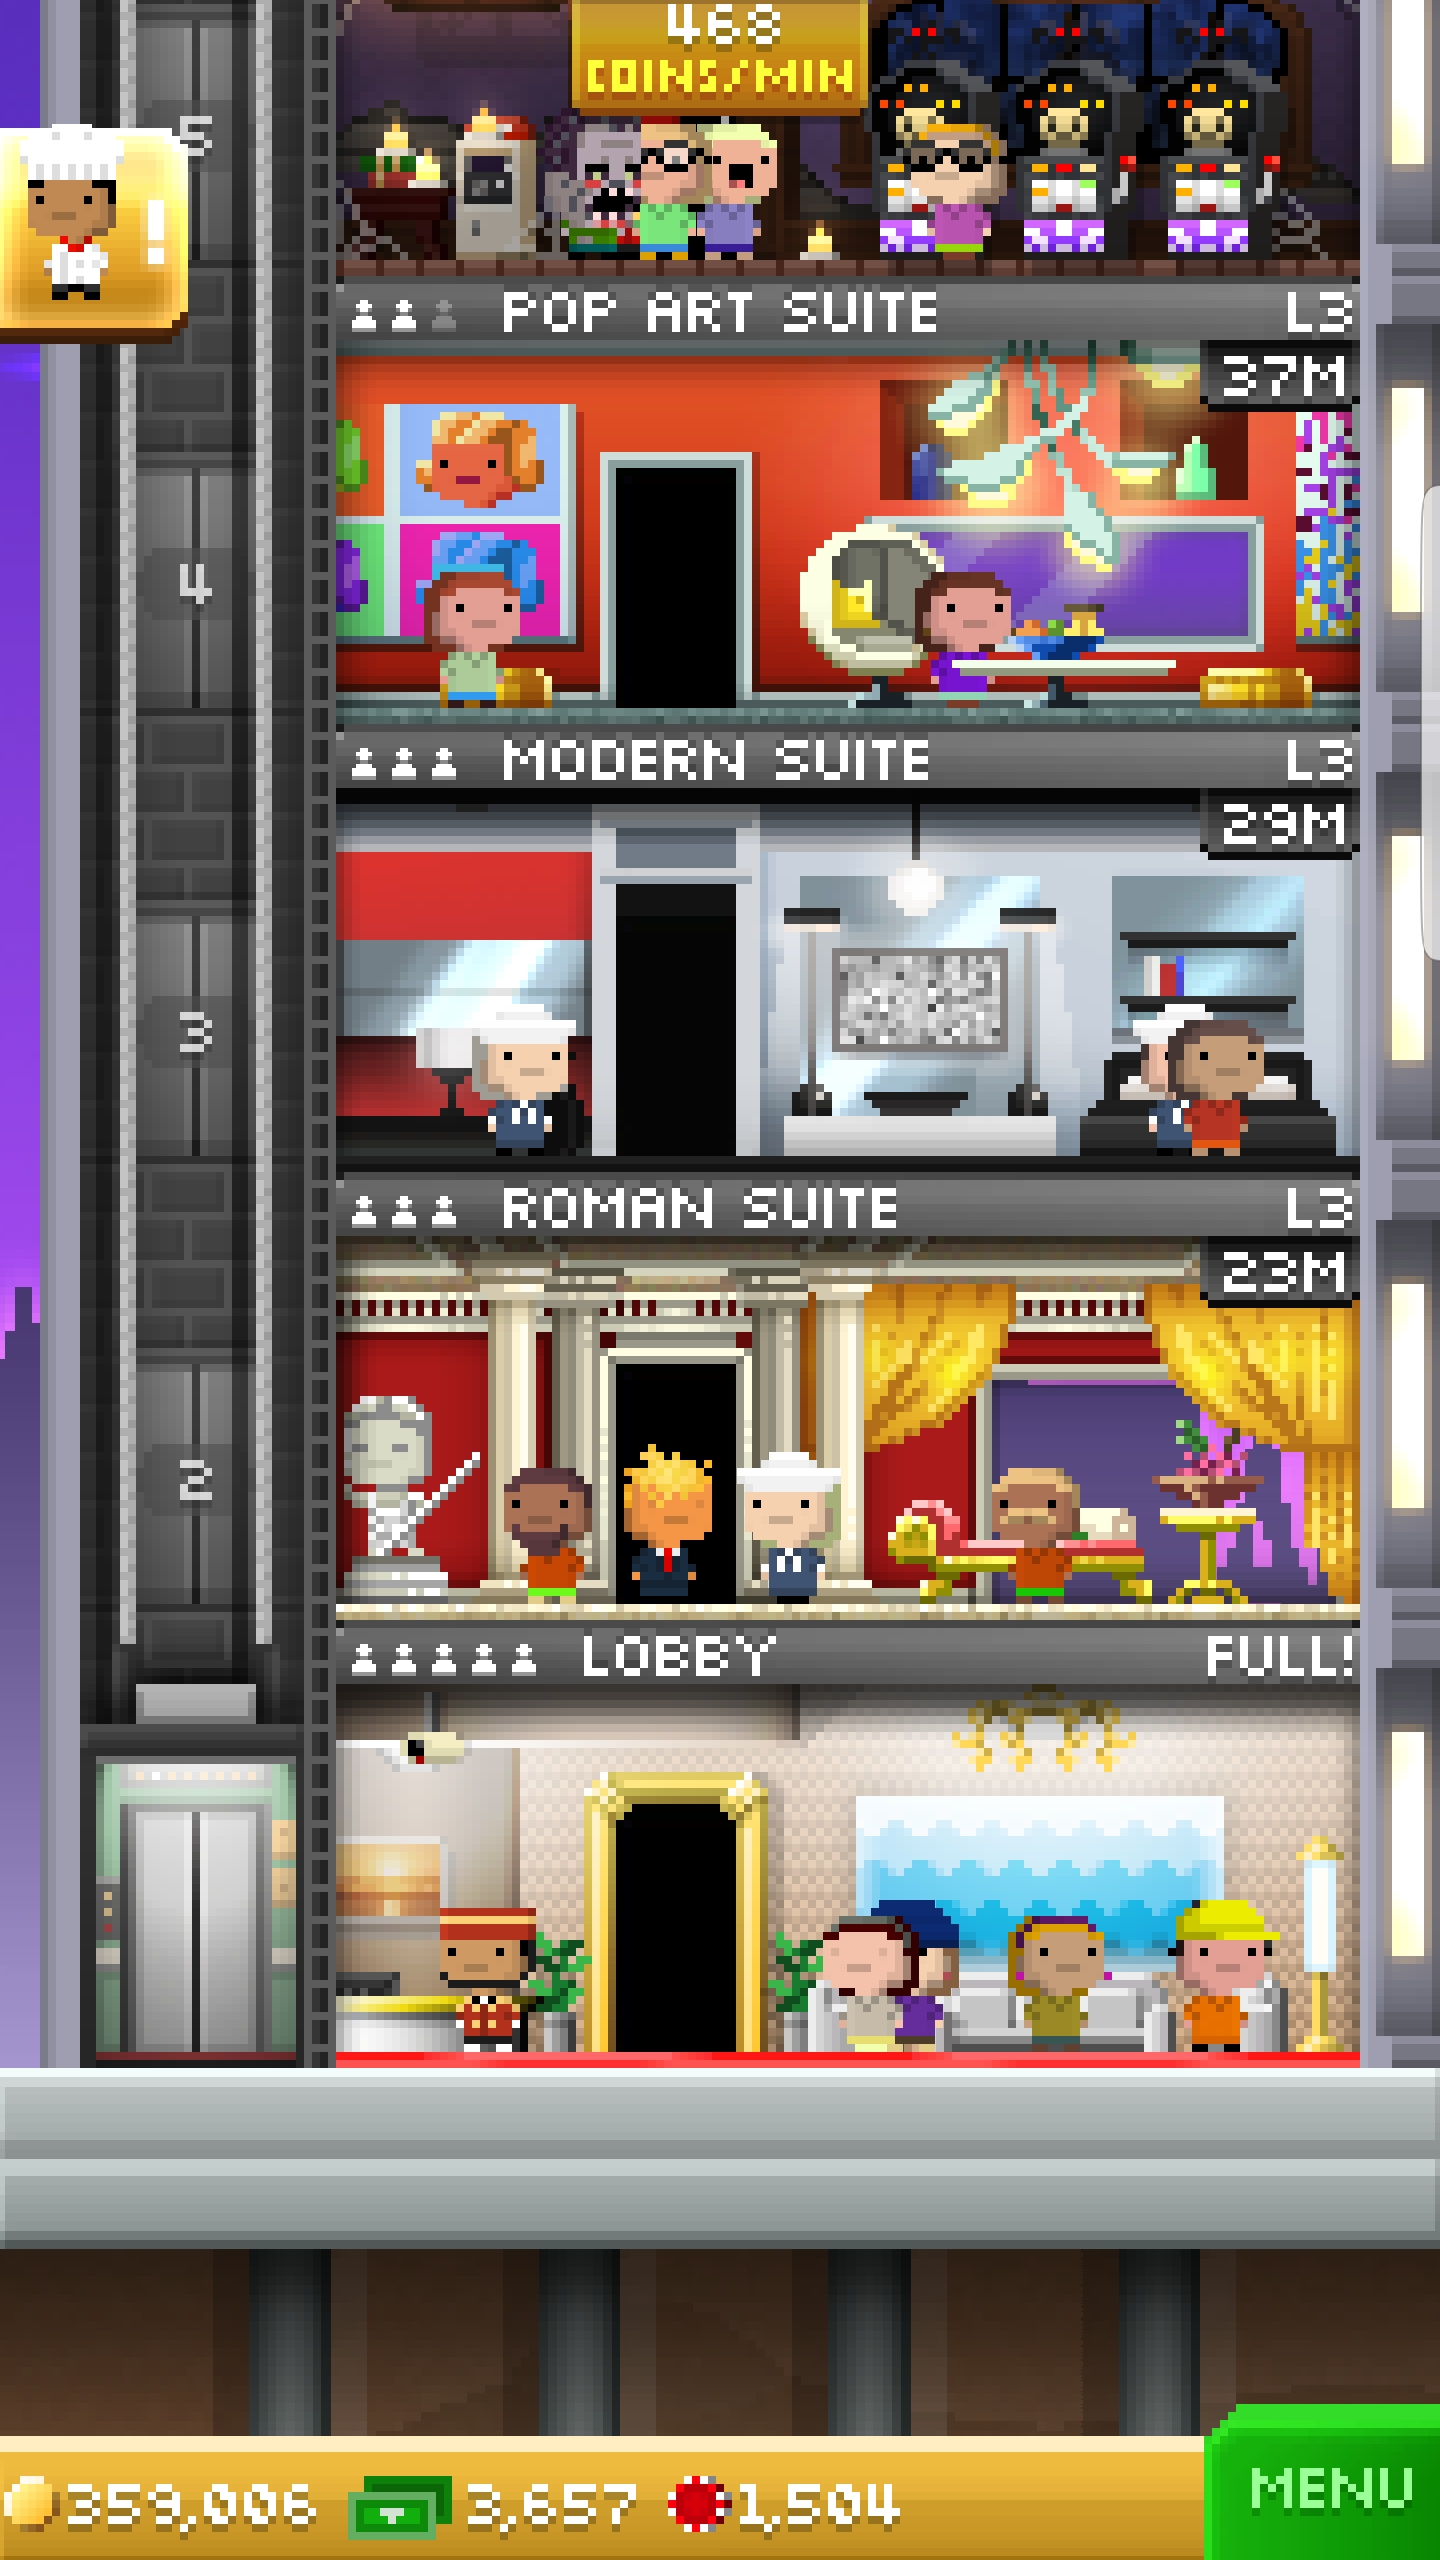 468
COINS/MIN
5
!
POP ART SUITE L3
37M
4
MODERN SUITE L3
29M
3
ROMAN SUITE L3
23M
2
LOBBY FULL!
359,006 3,657 1,504
MENU